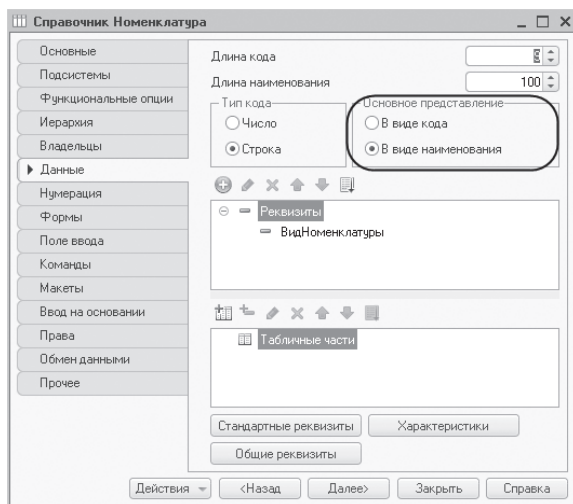 Справочник Номенклатура
Основные
Подсистемы
Функциональные опции
Иерархия
Владельцы
Данные
Нумерация
Формы
Поле ввода
Команды
Макеты
Ввод на основании
Права
Обмен данными
Прочее
Длина кода
Длина наименования 100
Тип кода
Число
Строка
Основное представление
В виде кода
В виде наименования
Реквизиты
ВидНоменклатуры
Табличные части
Стандартные реквизиты Характеристики
Общие реквизиты
Действия <Назад Далее> Закрыть Справка